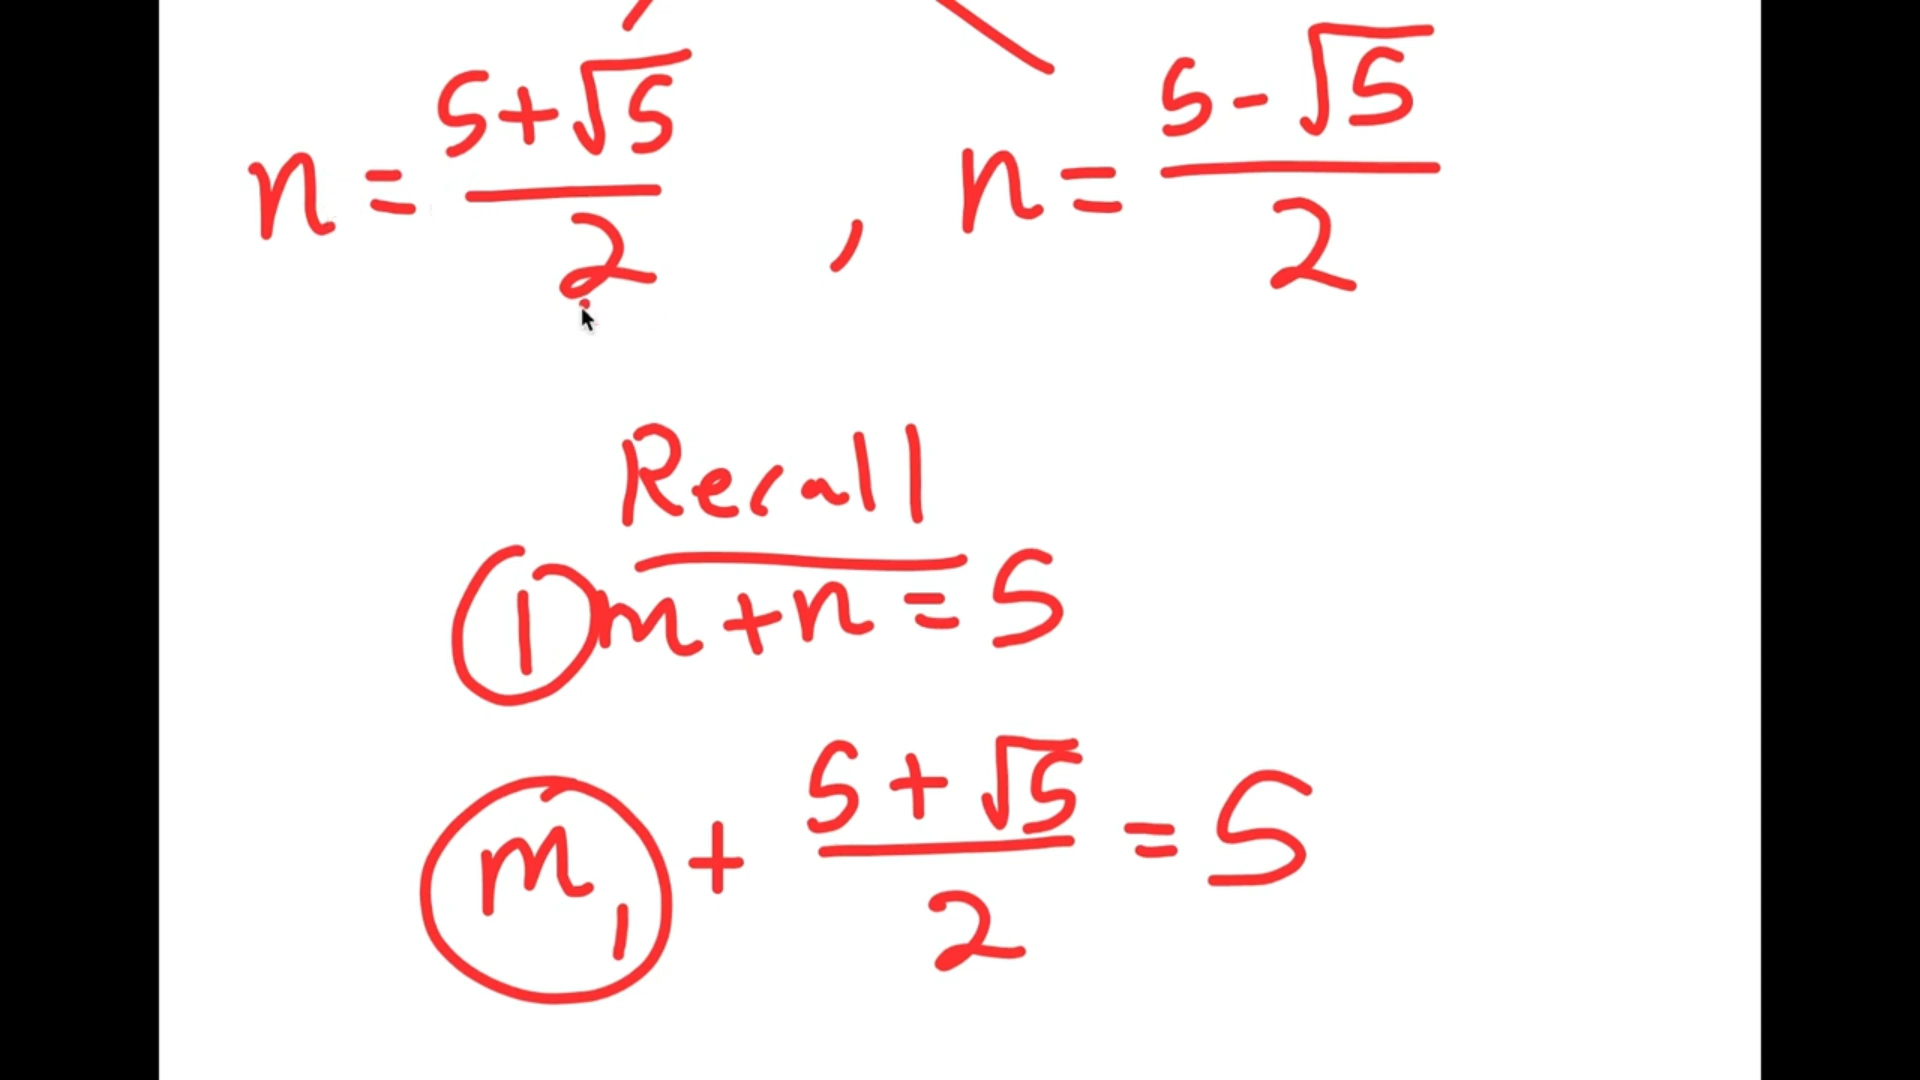 n = (5+√5)/2 , n = (5-√5)/2
Recall
① m + n = 5
m₁ + (5+√5)/2 = 5